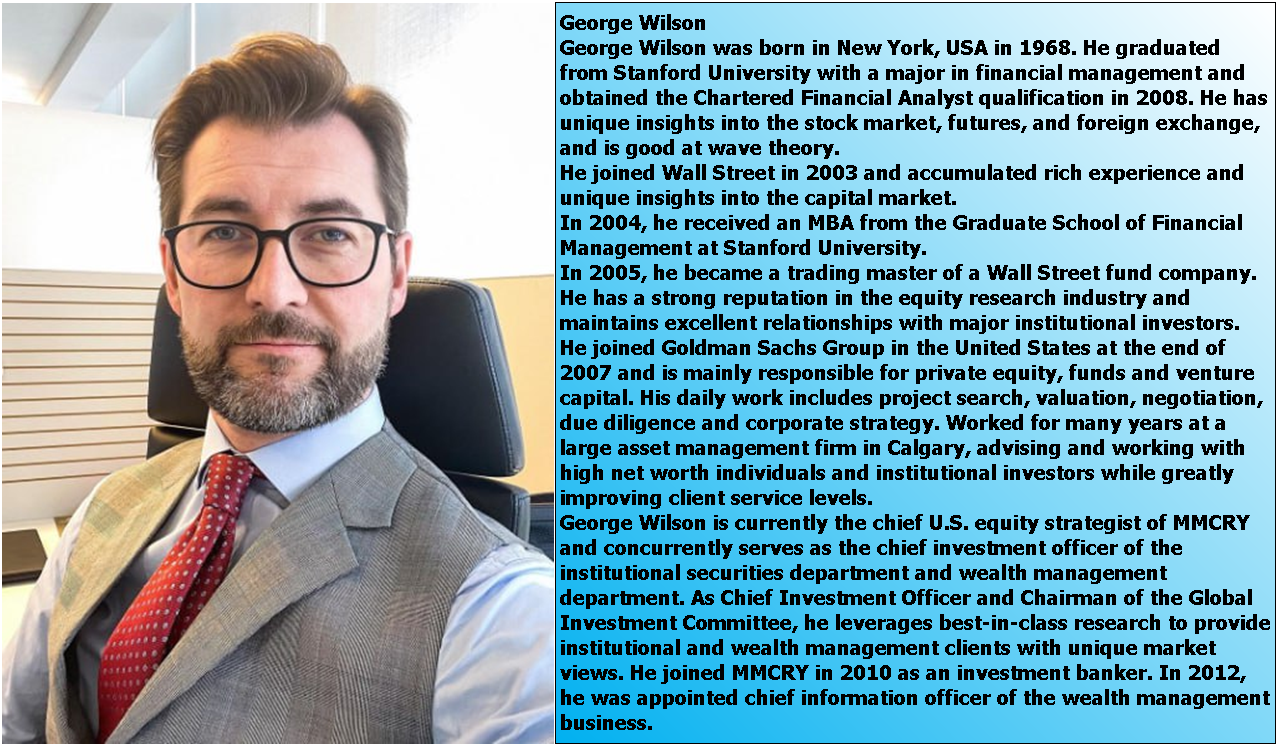 George Wilson
George Wilson was born in New York, USA in 1968. He graduated
from Stanford University with a major in financial management and
obtained the Chartered Financial Analyst qualification in 2008. He has
unique insights into the stock market, futures, and foreign exchange,
and is good at wave theory.
He joined Wall Street in 2003 and accumulated rich experience and
unique insights into the capital market.
In 2004, he received an MBA from the Graduate School of Financial
Management at Stanford University.
In 2005, he became a trading master of a Wall Street fund company.
He has a strong reputation in the equity research industry and
maintains excellent relationships with major institutional investors.
He joined Goldman Sachs Group in the United States at the end of
2007 and is mainly responsible for private equity, funds and venture
capital. His daily work includes project search, valuation, negotiation,
due diligence and corporate strategy. Worked for many years at a
large asset management firm in Calgary, advising and working with
high net worth individuals and institutional investors while greatly
improving client service levels.
George Wilson is currently the chief U.S. equity strategist of MMCRY
and concurrently serves as the chief investment officer of the
institutional securities department and wealth management
department. As Chief Investment Officer and Chairman of the Global
Investment Committee, he leverages best-in-class research to provide
institutional and wealth management clients with unique market
views. He joined MMCRY in 2010 as an investment banker. In 2012,
he was appointed chief information officer of the wealth management
business.